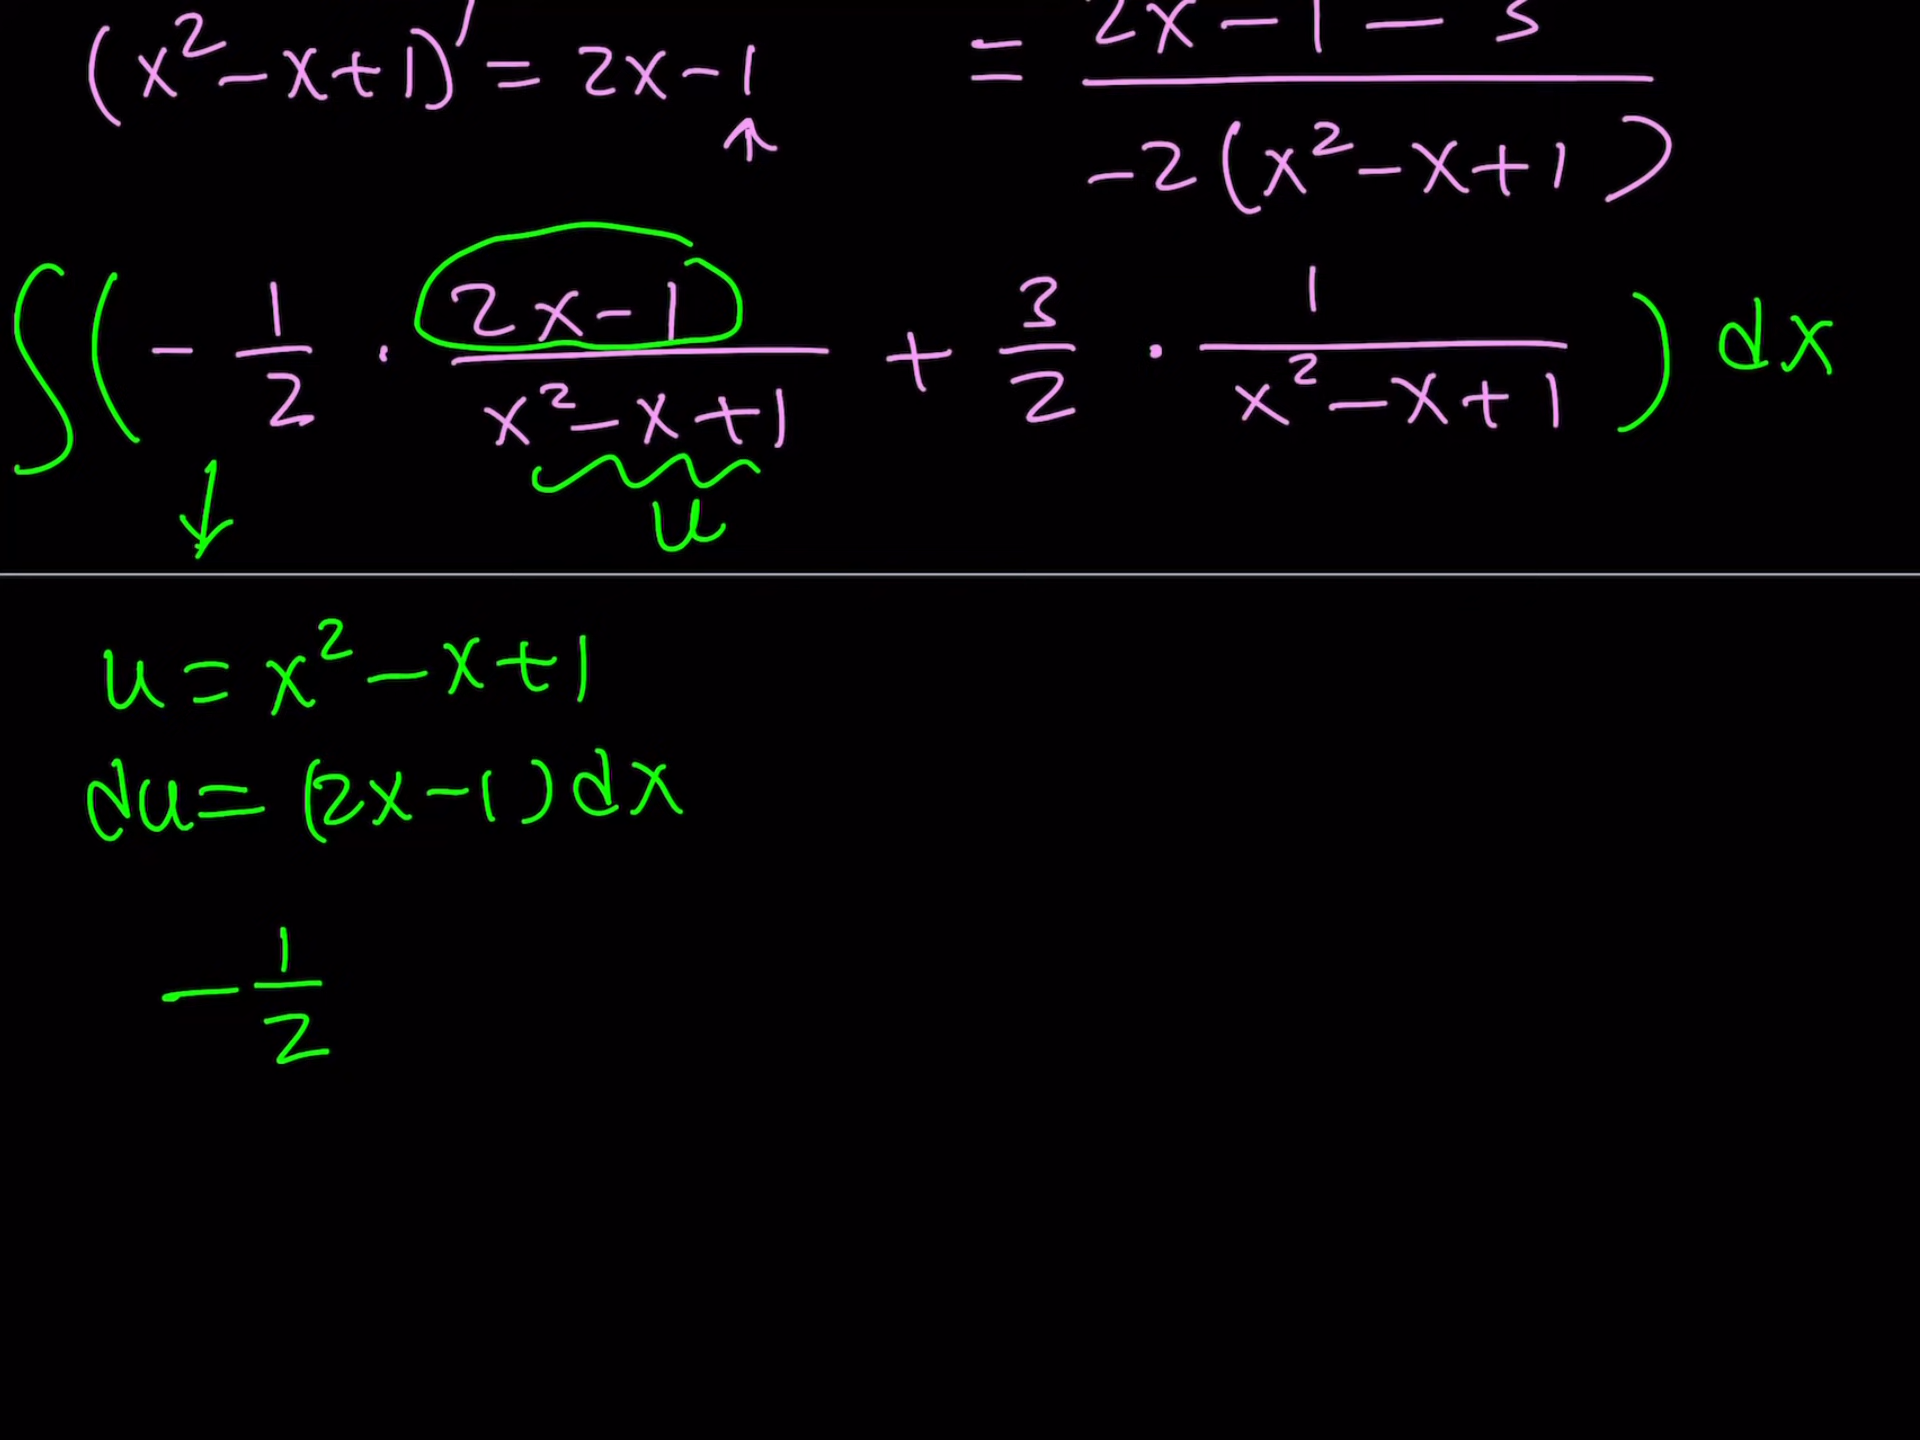 (x²-x+1)' = 2x-1
= (2x-1-3)/(-2(x²-x+1))
∫(-1/2 · (2x-1)/(x²-x+1) + 3/2 · 1/(x²-x+1)) dx
u
u = x²-x+1
du = (2x-1)dx
-1/2